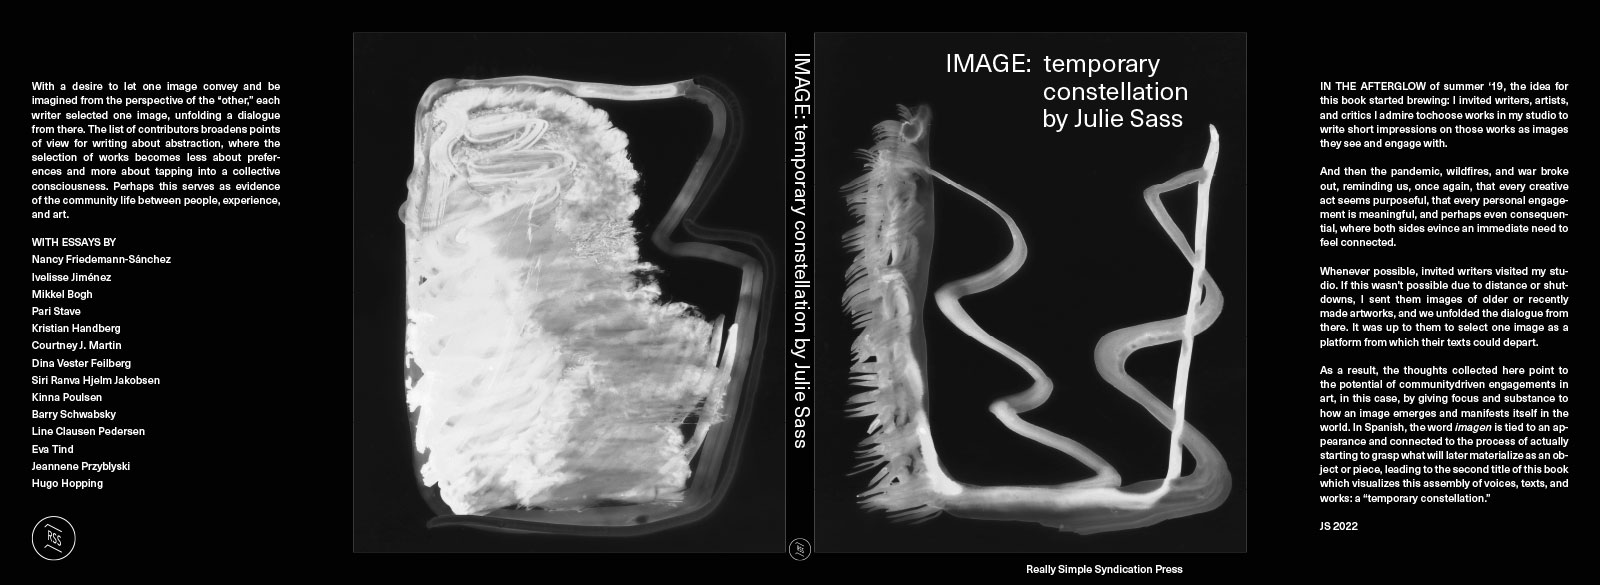 With a desire to let one image convey and be
imagined from the perspective of the “other,” each
writer selected one image, unfolding a dialogue
from there. The list of contributors broadens points
of view for writing about abstraction, where the
selection of works becomes less about prefer-
ences and more about tapping into a collective
consciousness. Perhaps this serves as evidence
of the community life between people, experience,
and art.
WITH ESSAYS BY
Nancy Friedemann-Sánchez
Ivelisse Jiménez
Mikkel Bogh
Pari Stave
Kristian Handberg
Courtney J. Martin
Dina Vester Feilberg
Siri Ranva Hjelm Jakobsen
Kinna Poulsen
Barry Schwabsky
Line Clausen Pedersen
Eva Tind
Jeannene Przyblyski
Hugo Hopping
RSS
IMAGE: temporary constellation by Julie Sass
RSS
IMAGE: temporary
constellation
by Julie Sass
Really Simple Syndication Press
IN THE AFTERGLOW of summer ‘19, the idea for
this book started brewing: I invited writers, artists,
and critics I admire tochoose works in my studio to
write short impressions on those works as images
they see and engage with.
And then the pandemic, wildfires, and war broke
out, reminding us, once again, that every creative
act seems purposeful, that every personal engage-
ment is meaningful, and perhaps even consequen-
tial, where both sides evince an immediate need to
feel connected.
Whenever possible, invited writers visited my stu-
dio. If this wasn’t possible due to distance or shut-
downs, I sent them images of older or recently
made artworks, and we unfolded the dialogue from
there. It was up to them to select one image as a
platform from which their texts could depart.
As a result, the thoughts collected here point to
the potential of communitydriven engagements in
art, in this case, by giving focus and substance to
how an image emerges and manifests itself in the
world. In Spanish, the word imagen is tied to an ap-
pearance and connected to the process of actually
starting to grasp what will later materialize as an ob-
ject or piece, leading to the second title of this book
which visualizes this assembly of voices, texts, and
works: a “temporary constellation.”
JS 2022